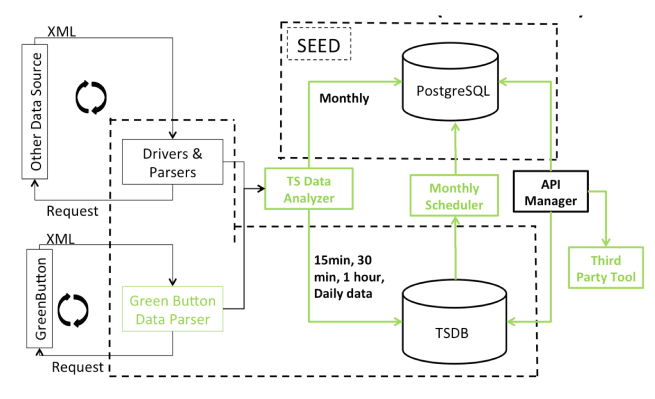 XML
SEED
Other Data Source
PostgreSQL
Monthly
Drivers &
Parsers
TS Data
Analyzer
Monthly
Scheduler
API
Manager
Request
XML
15min, 30
min, 1 hour,
Daily data
Third
Party Tool
GreenButton
Green Button
Data Parser
TSDB
Request